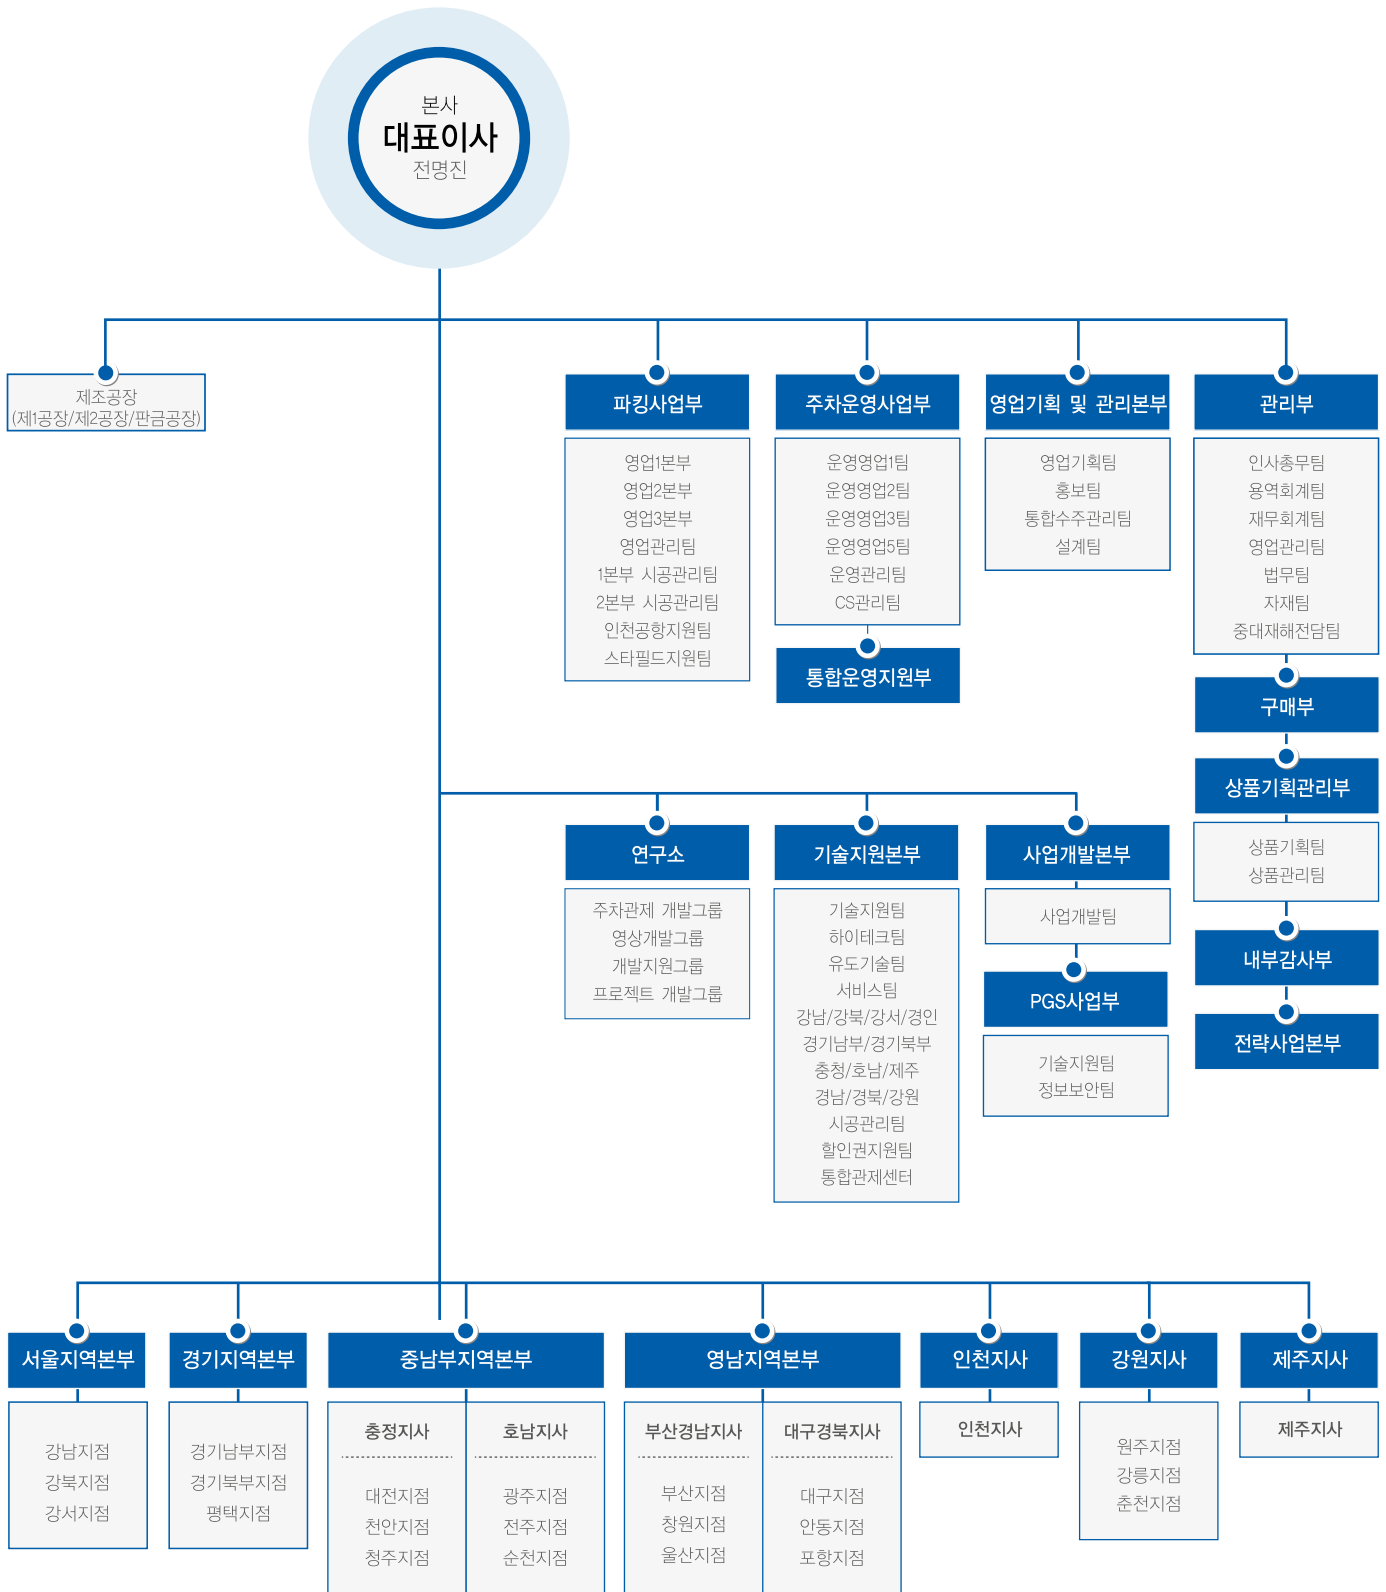 본사
대표이사
전명진
제조공장
(제1공장/제2공장/판금공장)
파킹사업부
영업1본부
영업2본부
영업3본부
영업관리팀
1본부 시공관리팀
2본부 시공관리팀
인천공항지원팀
스타필드지원팀
주차운영사업부
운영영업1팀
운영영업2팀
운영영업3팀
운영영업5팀
운영관리팀
CS관리팀
통합운영지원부
영업기획 및 관리본부
영업기획팀
홍보팀
통합수주관리팀
설계팀
관리부
인사총무팀
용역회계팀
재무회계팀
영업관리팀
법무팀
자재팀
중대재해전담팀
구매부
상품기획관리부
상품기획팀
상품관리팀
내부감사부
전략사업본부
연구소
주차관제 개발그룹
영상개발그룹
개발지원그룹
프로젝트 개발그룹
기술지원본부
기술지원팀
하이테크팀
유도기술팀
서비스팀
강남/강북/강서/경인
경기남부/경기북부
충청/호남/제주
경남/경북/강원
시공관리팀
할인권지원팀
통합관제센터
사업개발본부
사업개발팀
PGS사업부
기술지원팀
정보보안팀
서울지역본부
강남지점
강북지점
강서지점
경기지역본부
경기남부지점
경기북부지점
평택지점
중남부지역본부
충정지사
대전지점
천안지점
청주지점
호남지사
광주지점
전주지점
순천지점
영남지역본부
부산경남지사
부산지점
창원지점
울산지점
대구경북지사
대구지점
안동지점
포항지점
인천지사
인천지사
강원지사
원주지점
강릉지점
춘천지점
제주지사
제주지사